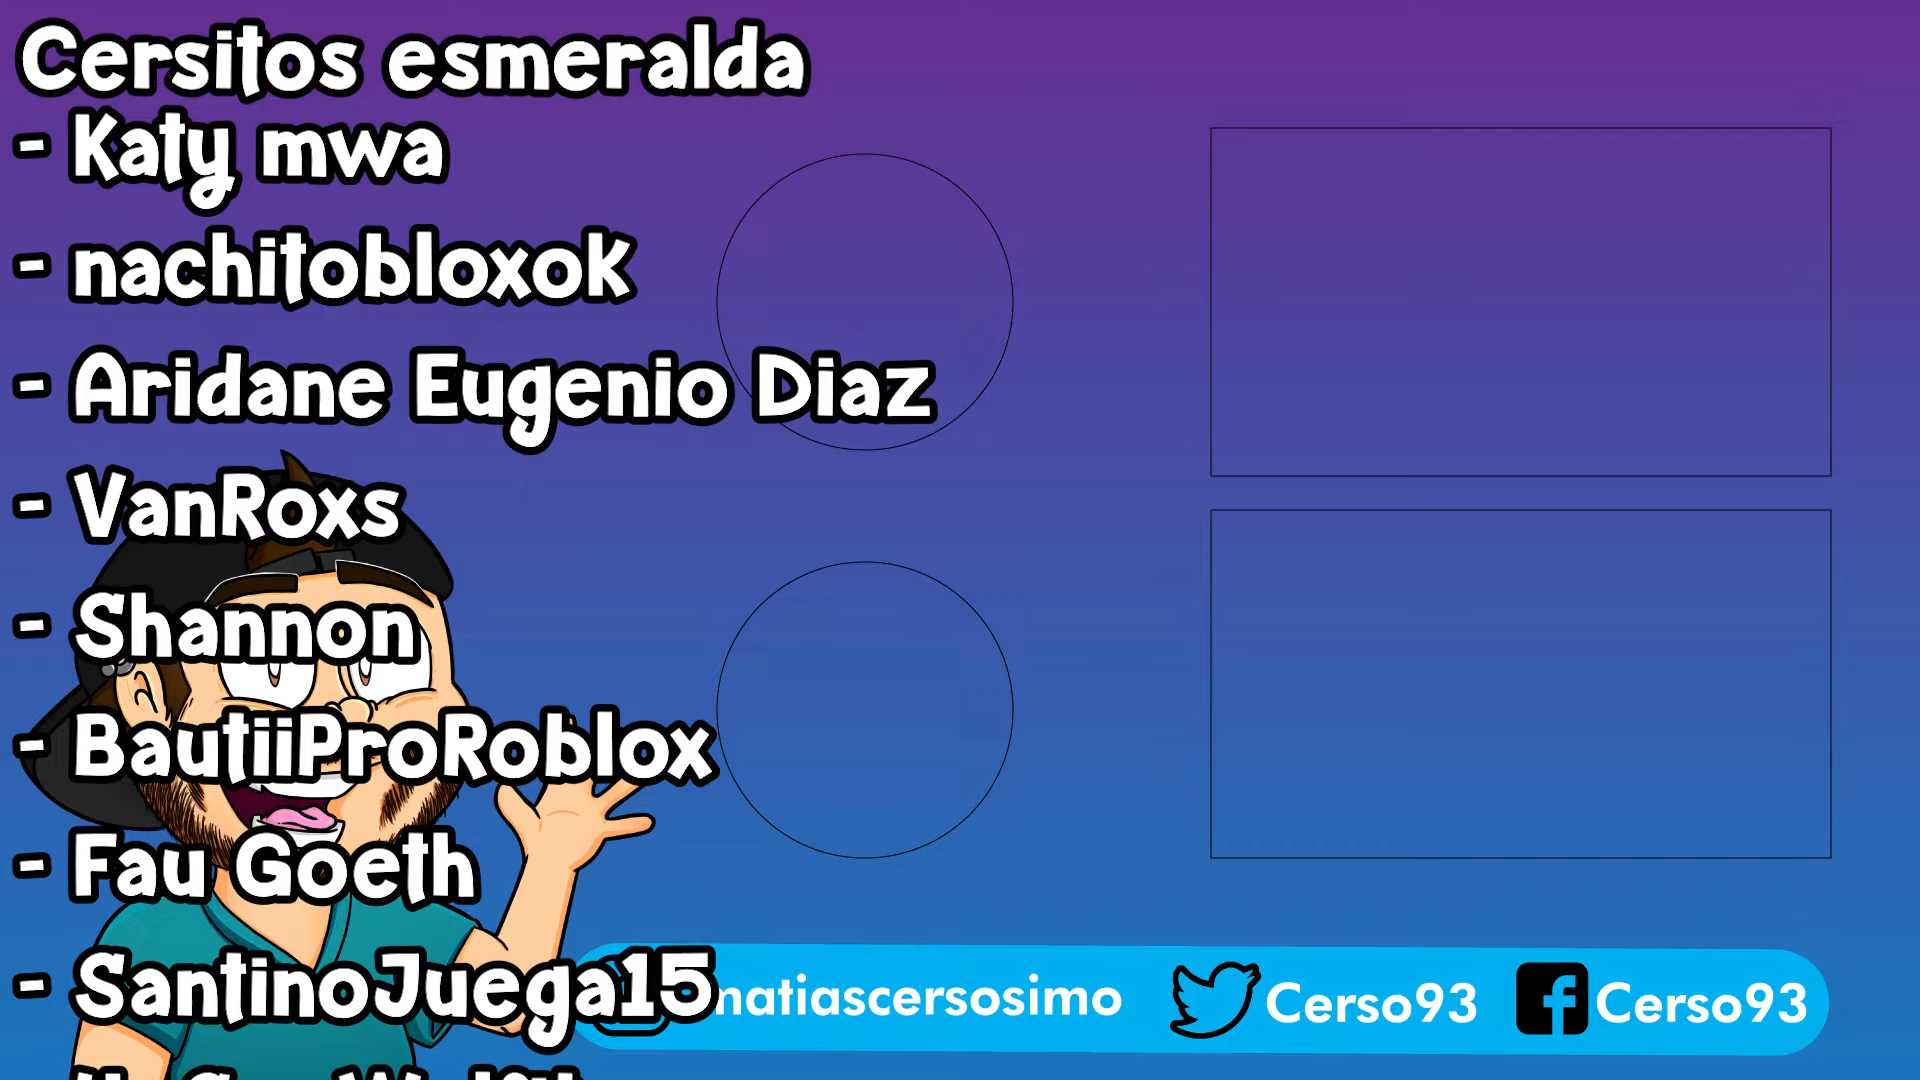 Cersitos esmeralda
- Katy mwa
- nachitobloxok
- Aridane Eugenio Diaz
- VanRoxs
- Shannon
- BautiiProRoblox
- Fau Goeth
- SantinoJuega15
matiascersosimo
Cerso93
Cerso93